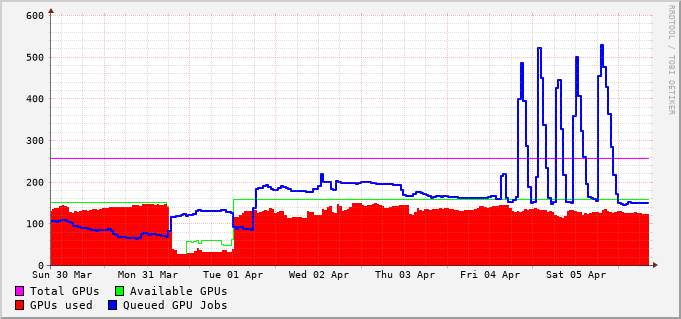 RRDTOOL / TOBI OETIKER
600
500
400
300
200
100
0
Sun 30 Mar Mon 31 Mar Tue 01 Apr Wed 02 Apr Thu 03 Apr Fri 04 Apr Sat 05 Apr
Total GPUs Available GPUs
GPUs used Queued GPU Jobs